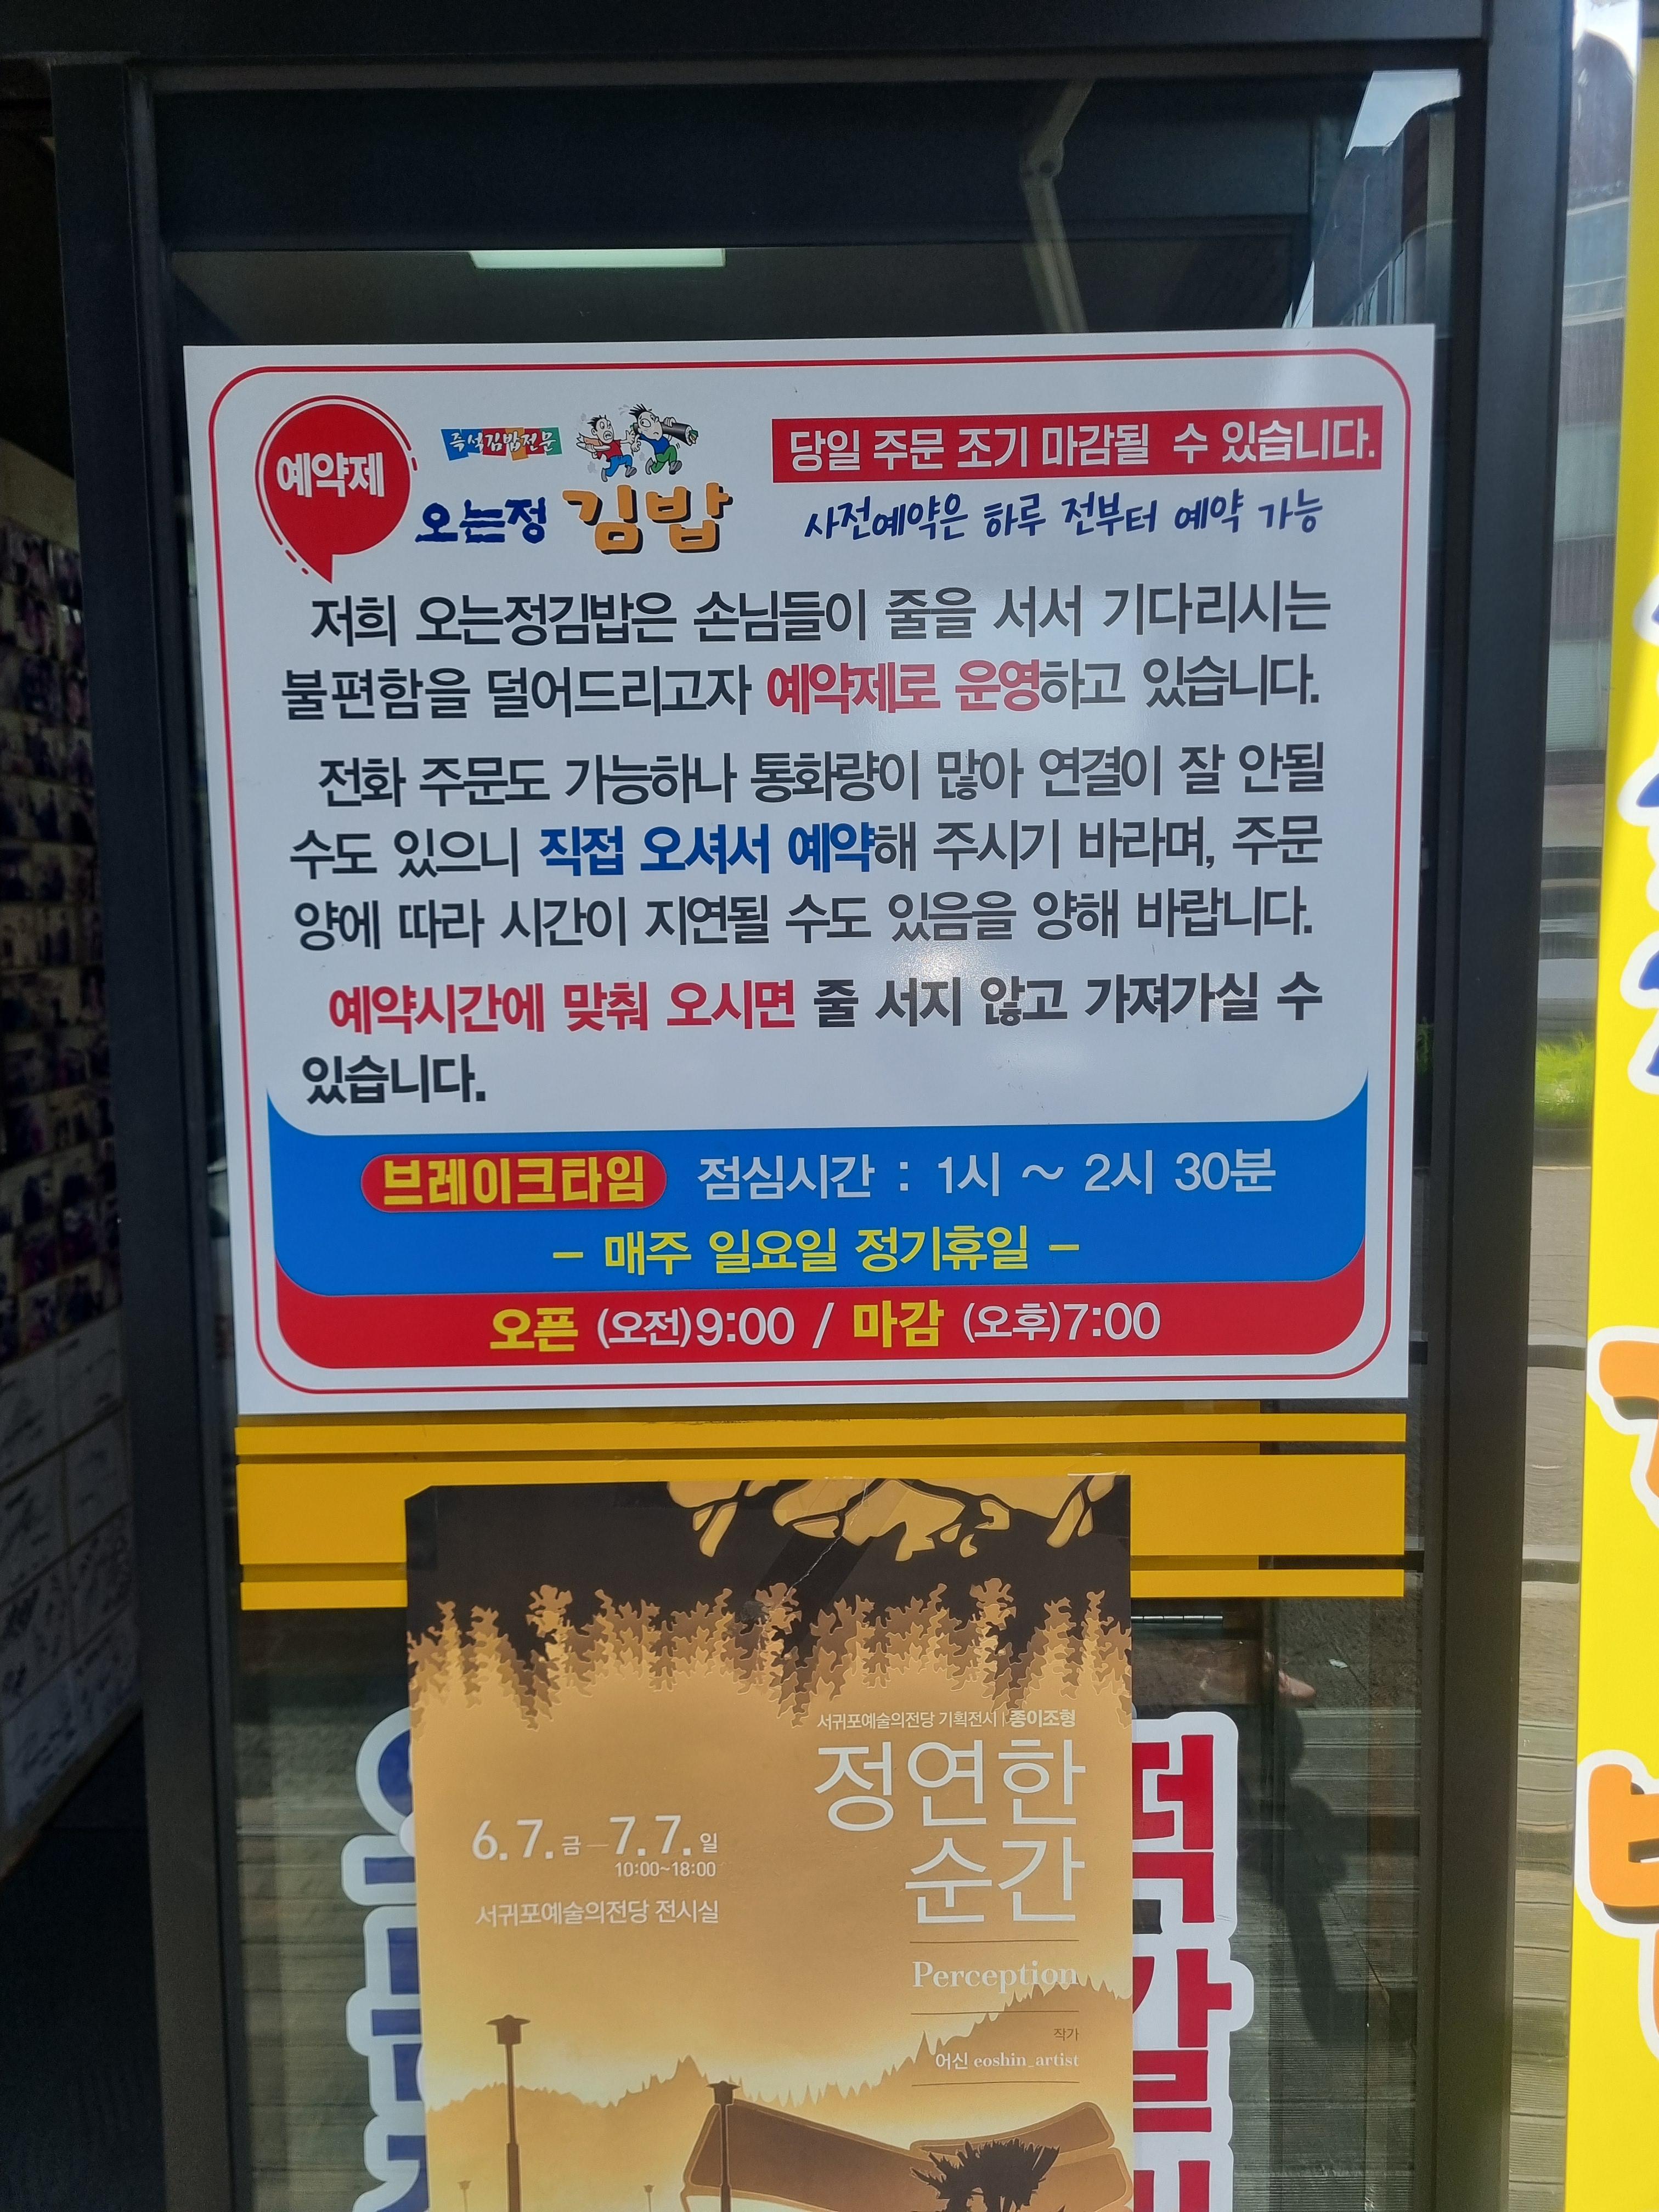 예약제
즉석김밥전문
오는정 김밥
당일 주문 조기 마감될 수 있습니다.
사전예약은 하루 전부터 예약 가능
저희 오는정김밥은 손님들이 줄을 서서 기다리시는
불편함을 덜어드리고자 예약제로 운영하고 있습니다.
전화 주문도 가능하나 통화량이 많아 연결이 잘 안될
수도 있으니 직접 오셔서 예약해 주시기 바라며, 주문
양에 따라 시간이 지연될 수도 있음을 양해 바랍니다.
예약시간에 맞춰 오시면 줄 서지 않고 가져가실 수
있습니다.
브레이크타임 점심시간 : 1시 ~ 2시 30분
- 매주 일요일 정기휴일 -
오픈 (오전)9:00 / 마감 (오후)7:00
서귀포예술의전당 기획전시 | 종이조형
정연한
순간
6.7.금—7.7.일
10:00~18:00
서귀포예술의전당 전시실
Perception
작가
어신 eoshin_artist